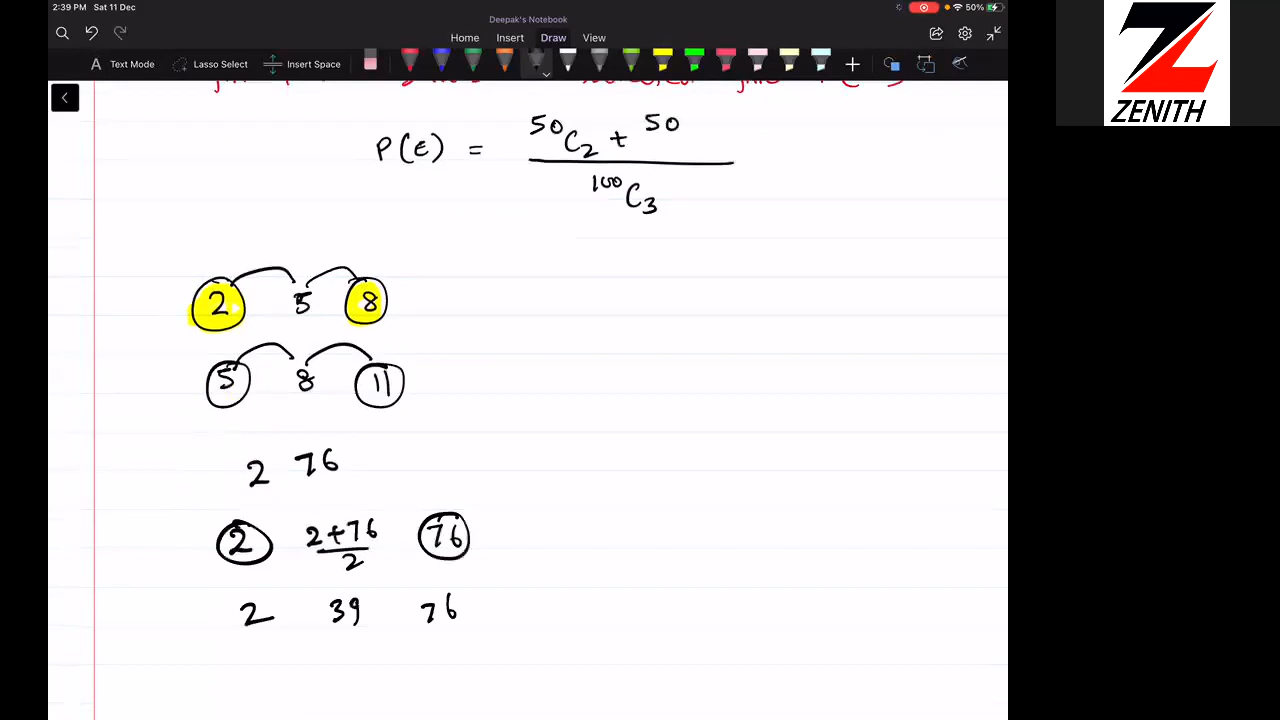 2:39 PM Sat 11 Dec
50%
Deepak's Notebook
Home Insert Draw View
Text Mode Lasso Select Insert Space
P(E) = 50C2 + 50
100C3
2 5 8
5 8 11
2 76
2 2+76 76
2
2 39 76
ZENITH